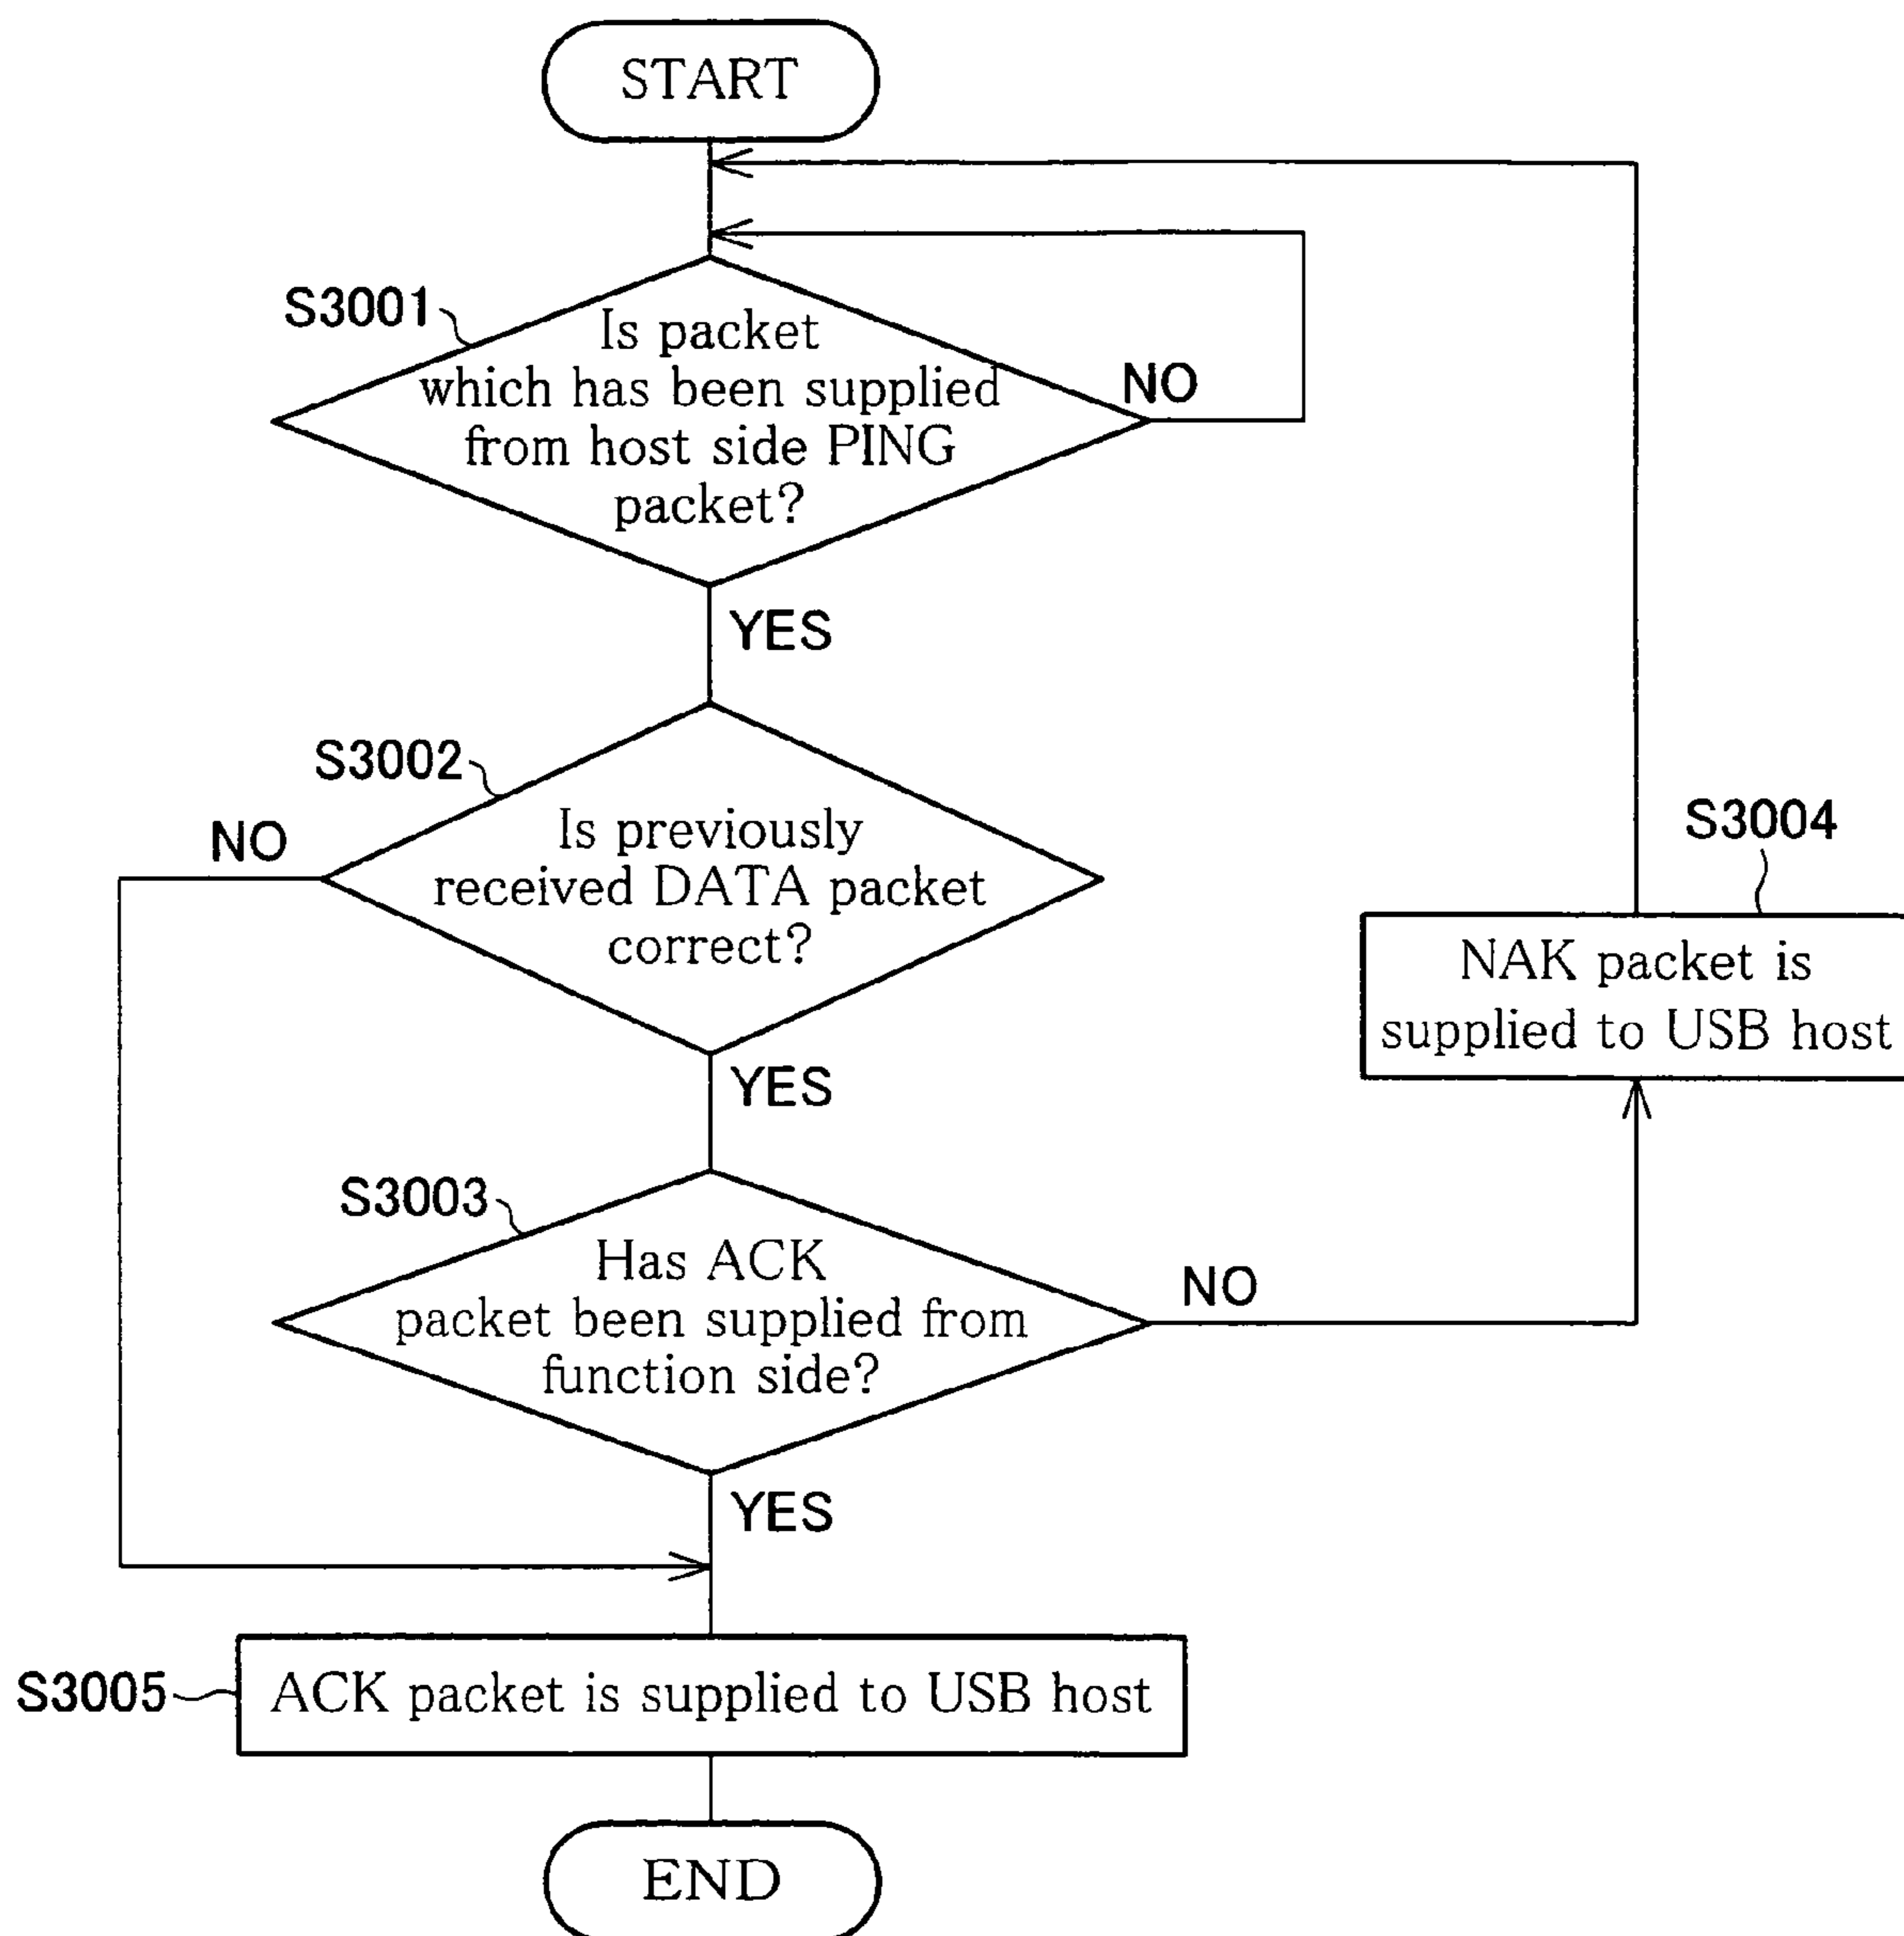 START
S3001
Is packet
which has been supplied
from host side PING
packet?
NO
YES
S3002
Is previously
received DATA packet
correct?
NO
YES
S3004
NAK packet is
supplied to USB host
S3003
Has ACK
packet been supplied from
function side?
NO
YES
S3005
ACK packet is supplied to USB host
END